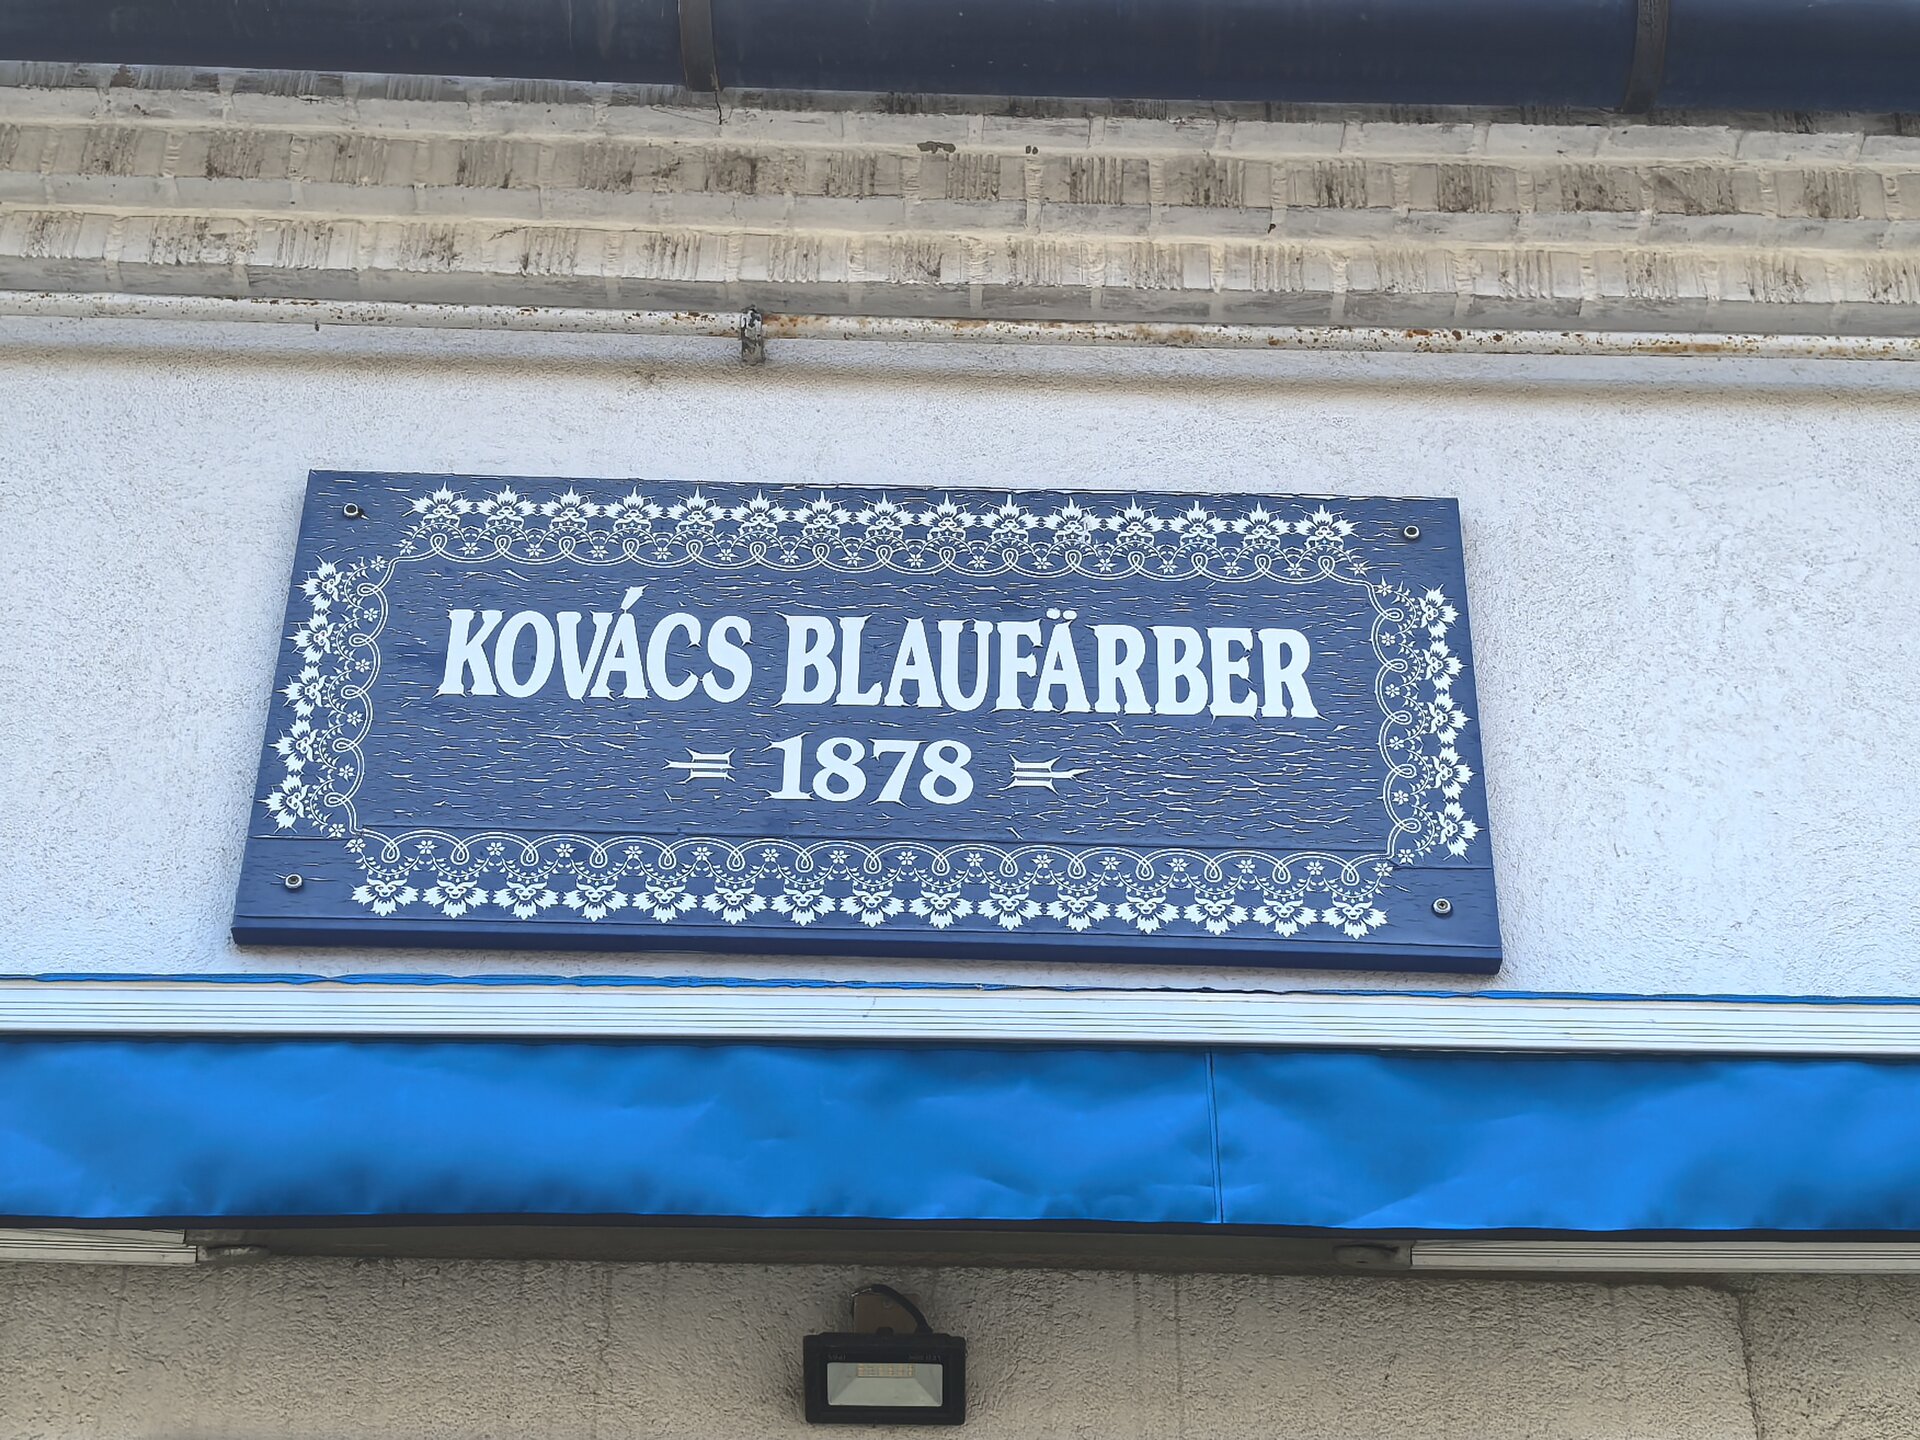 KOVÁCS BLAUFÄRBER
= 1878 =